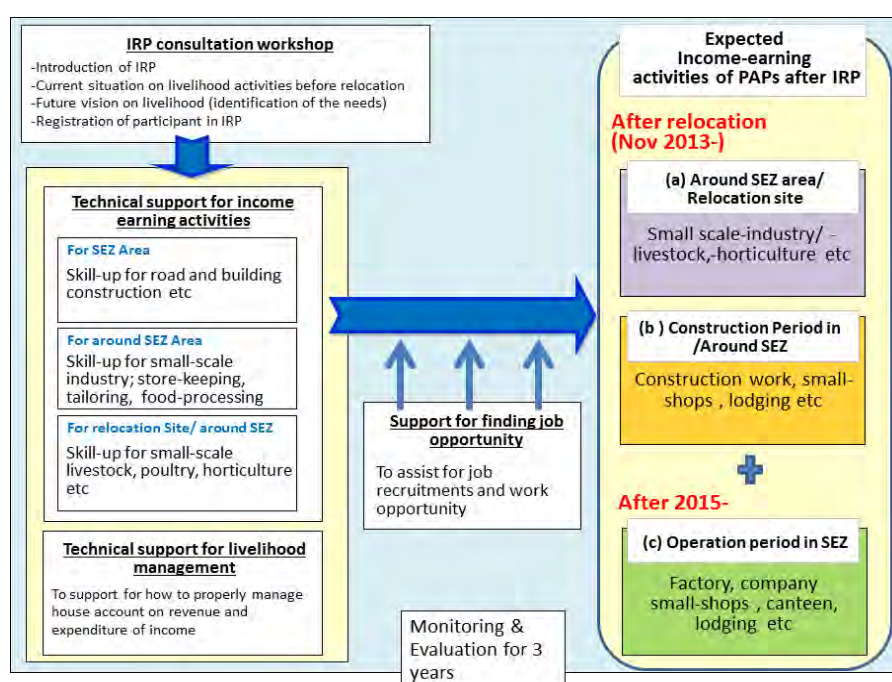 IRP consultation workshop
-Introduction of IRP
-Current situation on livelihood activities before relocation
-Future vision on livelihood (identification of the needs)
-Registration of participant in IRP
Technical support for income
earning activities
For SEZ Area
Skill-up for road and building
construction etc
For around SEZ Area
Skill-up for small-scale
industry; store-keeping,
tailoring, food-processing
For relocation Site/ around SEZ
Skill-up for small-scale
livestock, poultry, horticulture
etc
Technical support for livelihood
management
To support for how to properly manage
house account on revenue and
expenditure of income
Support for finding job
opportunity
To assist for job
recruitments and work
opportunity
Monitoring &
Evaluation for 3
years
Expected
Income-earning
activities of PAPs after IRP
After relocation
(Nov 2013-)
(a) Around SEZ area/
Relocation site
Small scale-industry/ -
livestock,-horticulture etc
(b ) Construction Period in
/Around SEZ
Construction work, small-
shops , lodging etc
After 2015-
(c) Operation period in SEZ
Factory, company
small-shops , canteen,
lodging etc